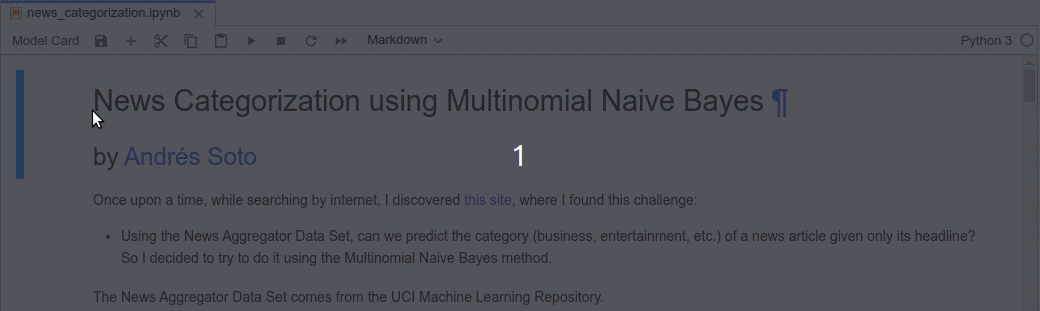 news_categorization.ipynb
Model Card Markdown Python 3
News Categorization using Multinomial Naive Bayes ¶
by Andrés Soto
1
Once upon a time, while searching by internet, I discovered this site, where I found this challenge:
• Using the News Aggregator Data Set, can we predict the category (business, entertainment, etc.) of a news article given only its headline?
So I decided to try to do it using the Multinomial Naive Bayes method.
The News Aggregator Data Set comes from the UCI Machine Learning Repository.